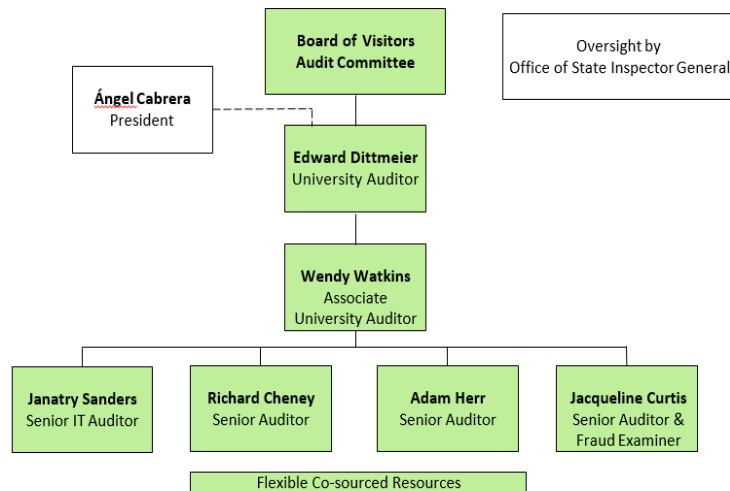 Board of Visitors
Audit Committee
Oversight by
Office of State Inspector General
Ángel Cabrera
President
Edward Dittmeier
University Auditor
Wendy Watkins
Associate
University Auditor
Janatry Sanders
Senior IT Auditor
Richard Cheney
Senior Auditor
Adam Herr
Senior Auditor
Jacqueline Curtis
Senior Auditor &
Fraud Examiner
Flexible Co-sourced Resources